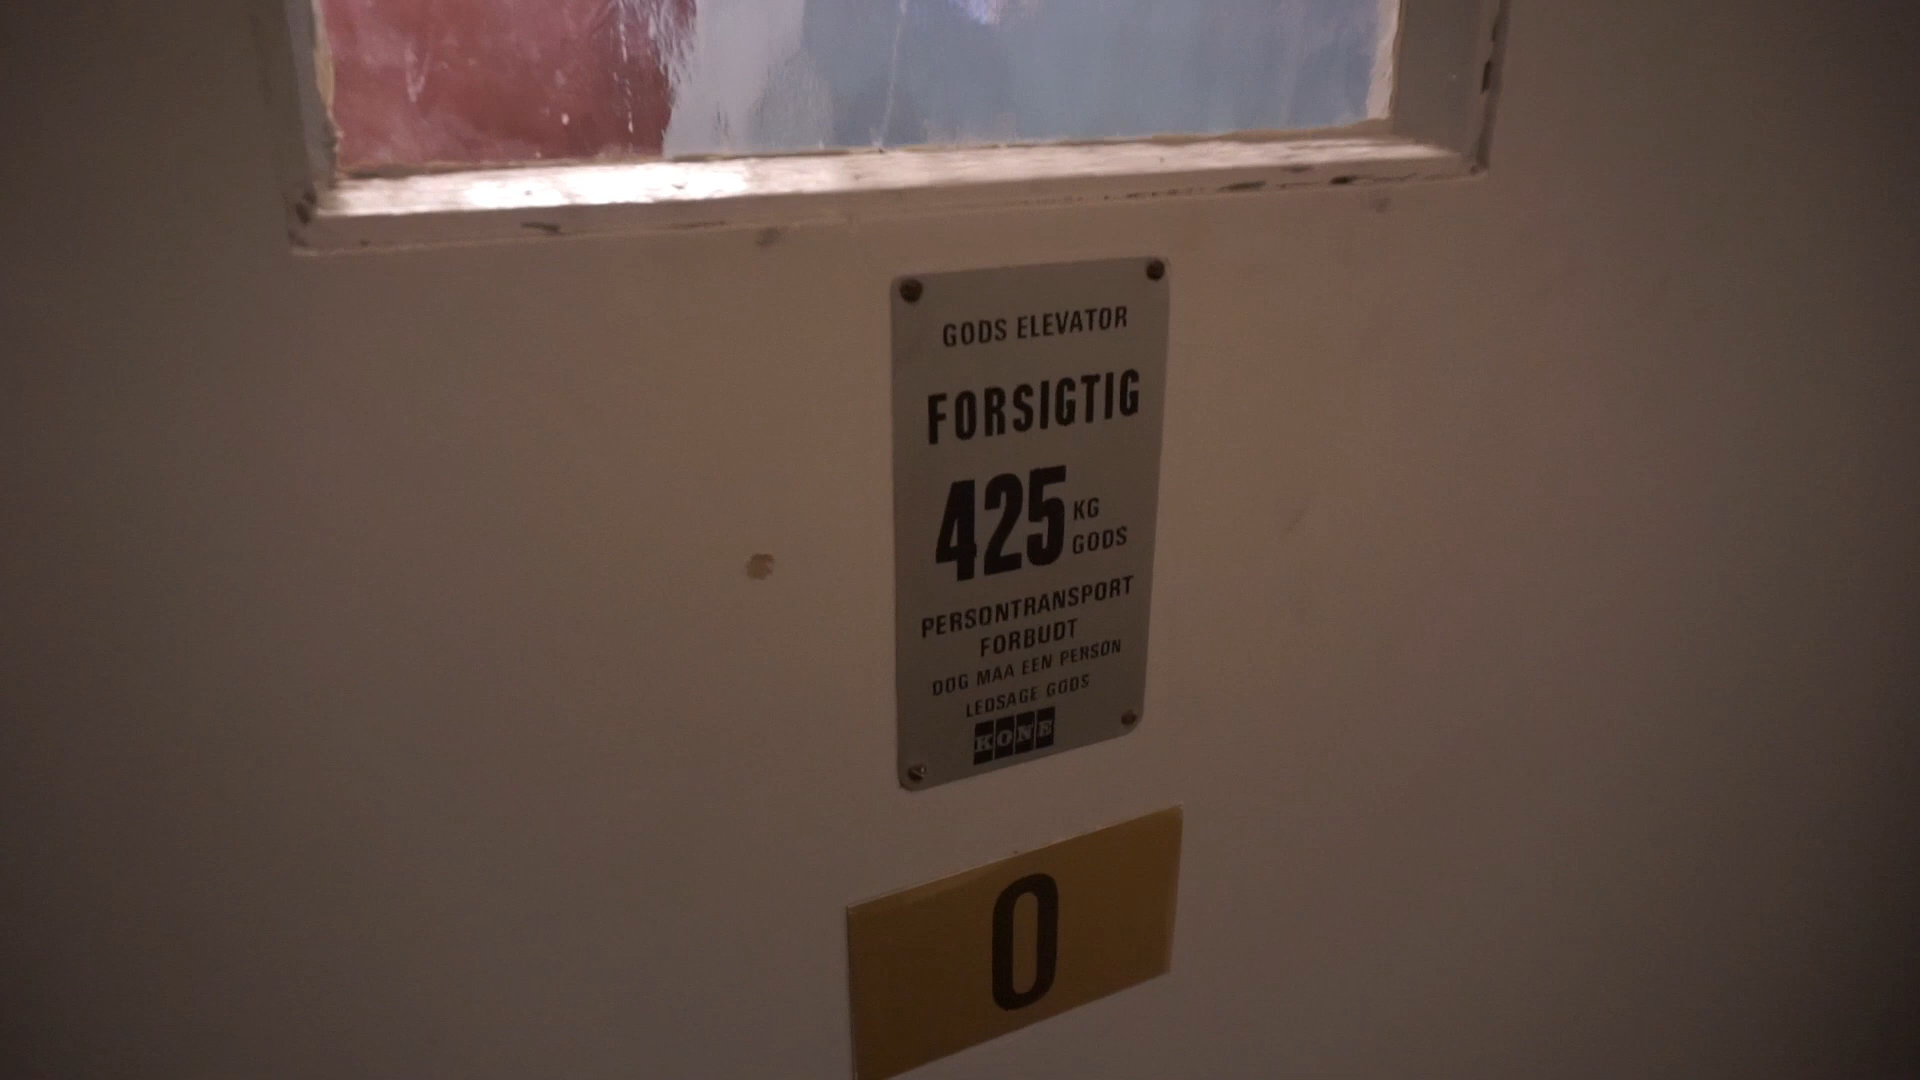 GODS ELEVATOR
FORSIGTIG
425 KG
GODS
PERSONTRANSPORT
FORBUDT
DOG MAA EEN PERSON
LEDSAGE GODS
KONE
0